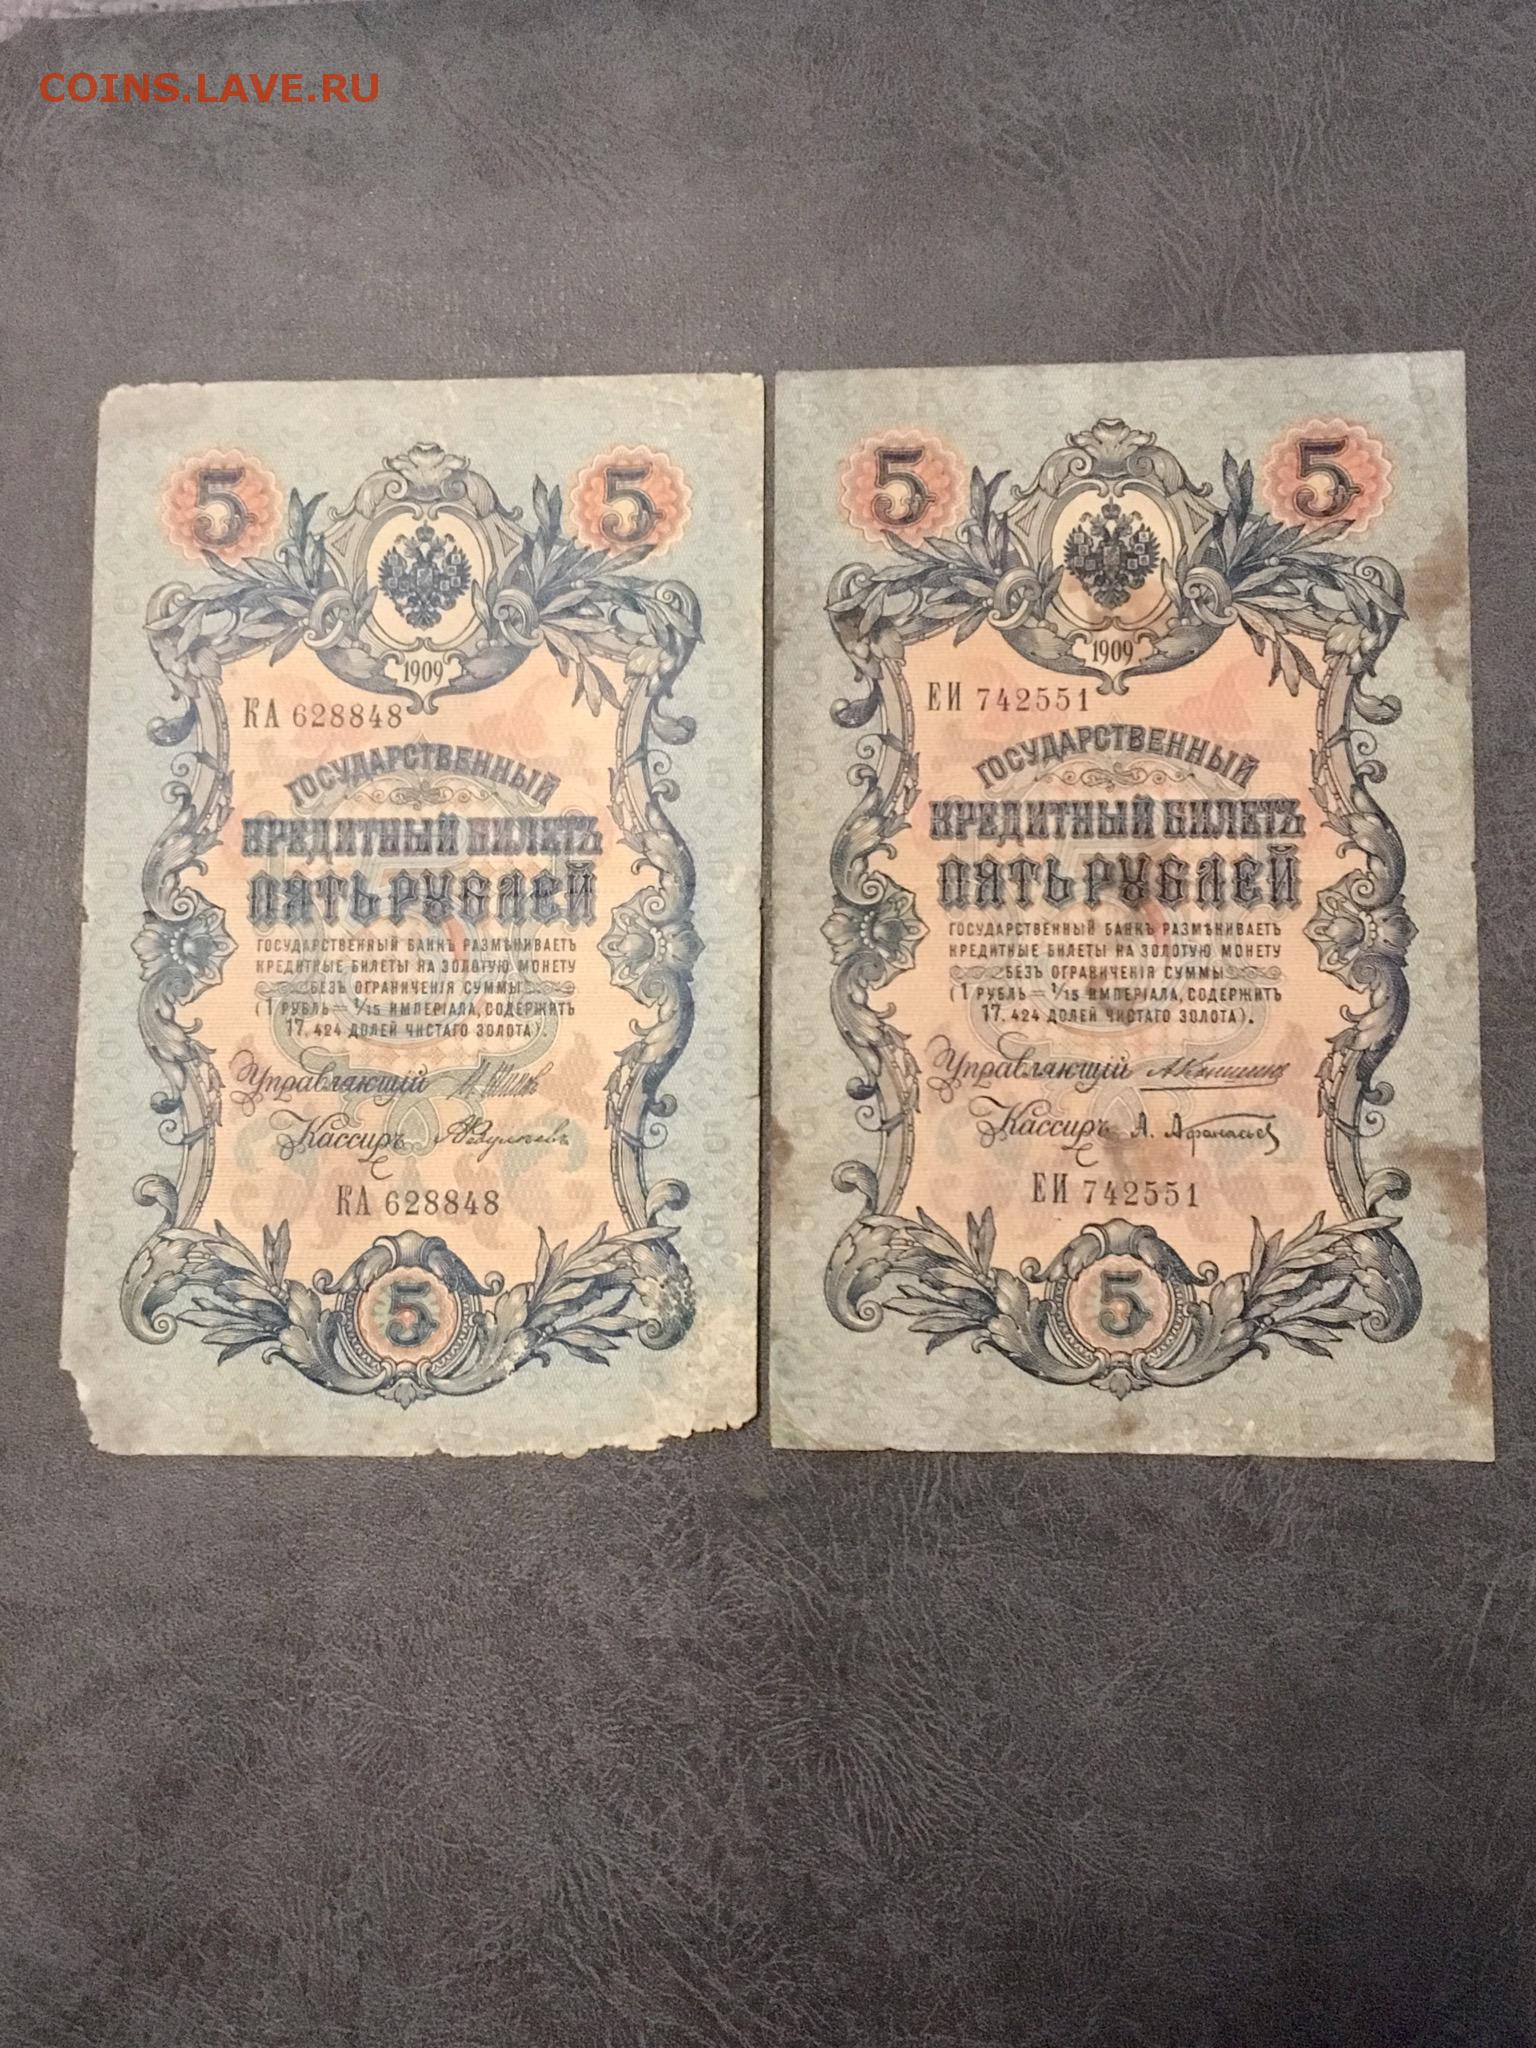 COINS.LAVE.RU
5 5
1909
КА 628848
ГОСУДАРСТВЕННЫЙ
КРЕДИТНЫЙ БИЛЕТЪ
ПЯТЬ РУБЛЕЙ
ГОСУДАРСТВЕННЫЙ БАНКЪ РАЗМѢНИВАЕТЪ
КРЕДИТНЫЕ БИЛЕТЫ НА ЗОЛОТУЮ МОНЕТУ
БЕЗЪ ОГРАНИЧЕНІЯ СУММЫ
(1 РУБЛЬ = 1/15 ИМПЕРІАЛА, СОДЕРЖИТЪ
17,424 ДОЛЕЙ ЧИСТАГО ЗОЛОТА).
Управляющій
Кассиръ
КА 628848
5
5 5
1909
ЕИ 742551
ГОСУДАРСТВЕННЫЙ
КРЕДИТНЫЙ БИЛЕТЪ
ПЯТЬ РУБЛЕЙ
ГОСУДАРСТВЕННЫЙ БАНКЪ РАЗМѢНИВАЕТЪ
КРЕДИТНЫЕ БИЛЕТЫ НА ЗОЛОТУЮ МОНЕТУ
БЕЗЪ ОГРАНИЧЕНІЯ СУММЫ
(1 РУБЛЬ = 1/15 ИМПЕРІАЛА, СОДЕРЖИТЪ
17,424 ДОЛЕЙ ЧИСТАГО ЗОЛОТА).
Управляющій
Кассиръ А.
ЕИ 742551
5